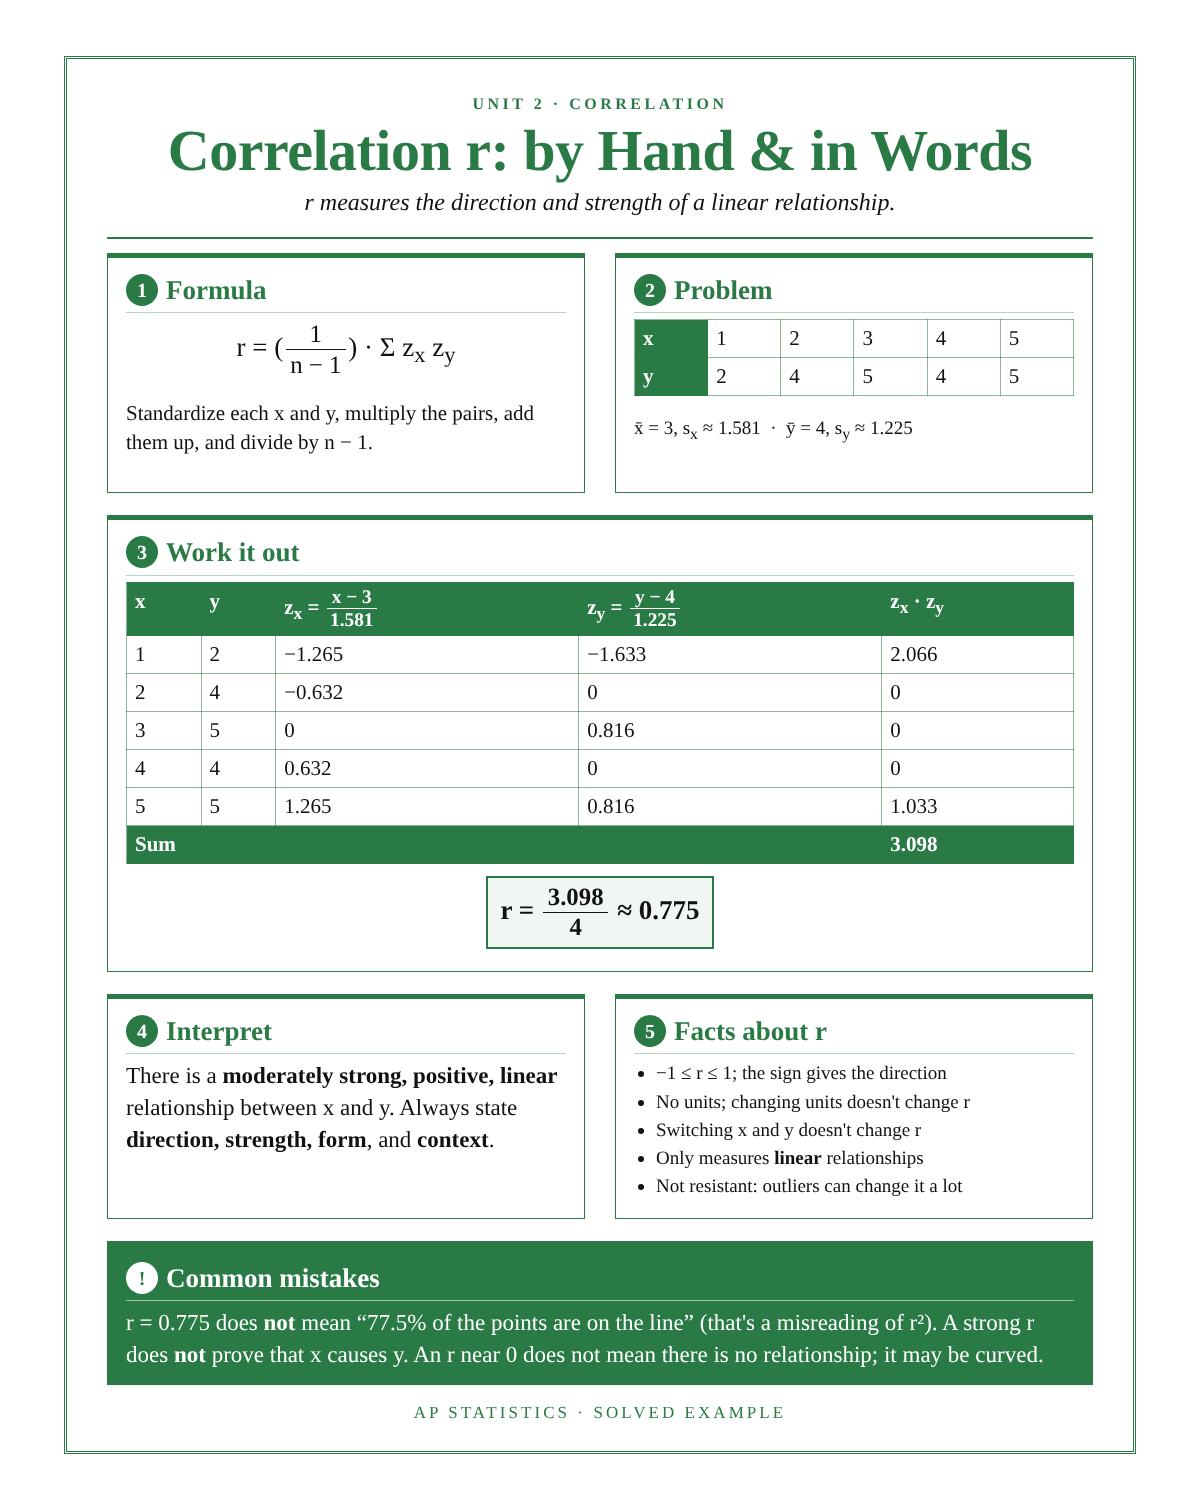 UNIT 2 · CORRELATION
Correlation r: by Hand & in Words
r measures the direction and strength of a linear relationship.
1 Formula
r = (1/(n − 1)) · Σ zx zy
Standardize each x and y, multiply the pairs, add
them up, and divide by n − 1.
2 Problem
x 1 2 3 4 5
y 2 4 5 4 5
x̄ = 3, sx ≈ 1.581 · ȳ = 4, sy ≈ 1.225
3 Work it out
x y zx = (x − 3)/1.581 zy = (y − 4)/1.225 zx · zy
1 2 −1.265 −1.633 2.066
2 4 −0.632 0 0
3 5 0 0.816 0
4 4 0.632 0 0
5 5 1.265 0.816 1.033
Sum 3.098
r = 3.098/4 ≈ 0.775
4 Interpret
There is a moderately strong, positive, linear
relationship between x and y. Always state
direction, strength, form, and context.
5 Facts about r
• −1 ≤ r ≤ 1; the sign gives the direction
• No units; changing units doesn't change r
• Switching x and y doesn't change r
• Only measures linear relationships
• Not resistant: outliers can change it a lot
! Common mistakes
r = 0.775 does not mean “77.5% of the points are on the line” (that's a misreading of r²). A strong r
does not prove that x causes y. An r near 0 does not mean there is no relationship; it may be curved.
AP STATISTICS · SOLVED EXAMPLE